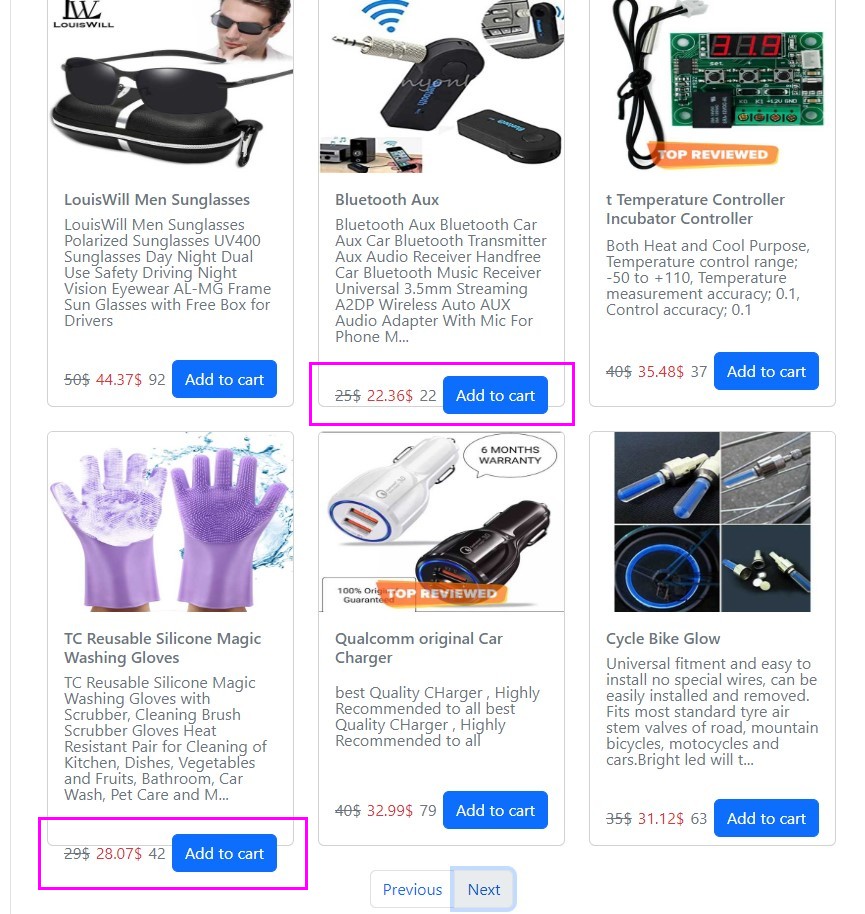 LW
LOUISWILL
31.9
SET.
K0 K1 +12V GND
TOP REVIEWED
LouisWill Men Sunglasses
LouisWill Men Sunglasses
Polarized Sunglasses UV400
Sunglasses Day Night Dual
Use Safety Driving Night
Vision Eyewear AL-MG Frame
Sun Glasses with Free Box for
Drivers
50$ 44.37$ 92 Add to cart
Bluetooth Aux
Bluetooth Aux Bluetooth Car
Aux Car Bluetooth Transmitter
Aux Audio Receiver Handfree
Car Bluetooth Music Receiver
Universal 3.5mm Streaming
A2DP Wireless Auto AUX
Audio Adapter With Mic For
Phone M...
25$ 22.36$ 22 Add to cart
t Temperature Controller
Incubator Controller
Both Heat and Cool Purpose,
Temperature control range;
-50 to +110, Temperature
measurement accuracy; 0.1,
Control accuracy; 0.1
40$ 35.48$ 37 Add to cart
6 MONTHS
WARRANTY
100% Orig
Guarantee
TOP REVIEWED
TC Reusable Silicone Magic
Washing Gloves
TC Reusable Silicone Magic
Washing Gloves with
Scrubber, Cleaning Brush
Scrubber Gloves Heat
Resistant Pair for Cleaning of
Kitchen, Dishes, Vegetables
and Fruits, Bathroom, Car
Wash, Pet Care and M...
29$ 28.07$ 42 Add to cart
Qualcomm original Car
Charger
best Quality CHarger , Highly
Recommended to all best
Quality CHarger , Highly
Recommended to all
40$ 32.99$ 79 Add to cart
Cycle Bike Glow
Universal fitment and easy to
install no special wires, can be
easily installed and removed.
Fits most standard tyre air
stem valves of road, mountain
bicycles, motocycles and
cars.Bright led will t...
35$ 31.12$ 63 Add to cart
Previous Next